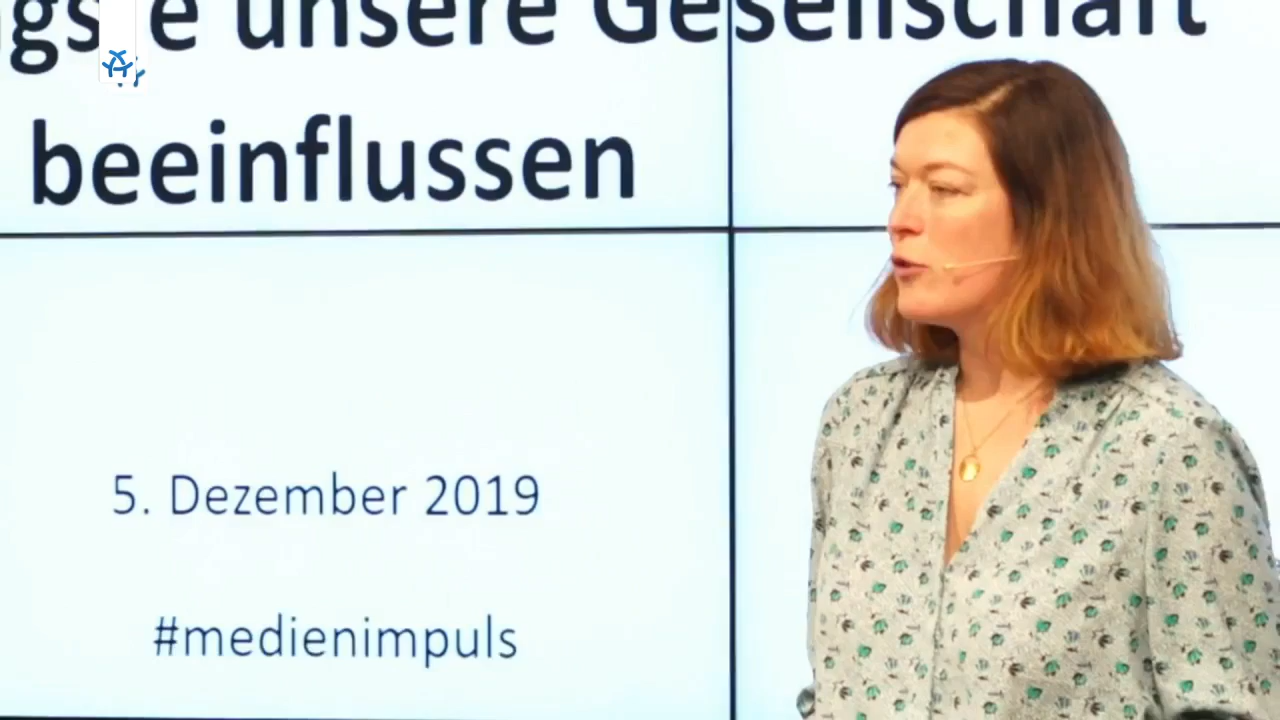 unsere Gesellschaft
beeinflussen
5. Dezember 2019
#medienimpuls